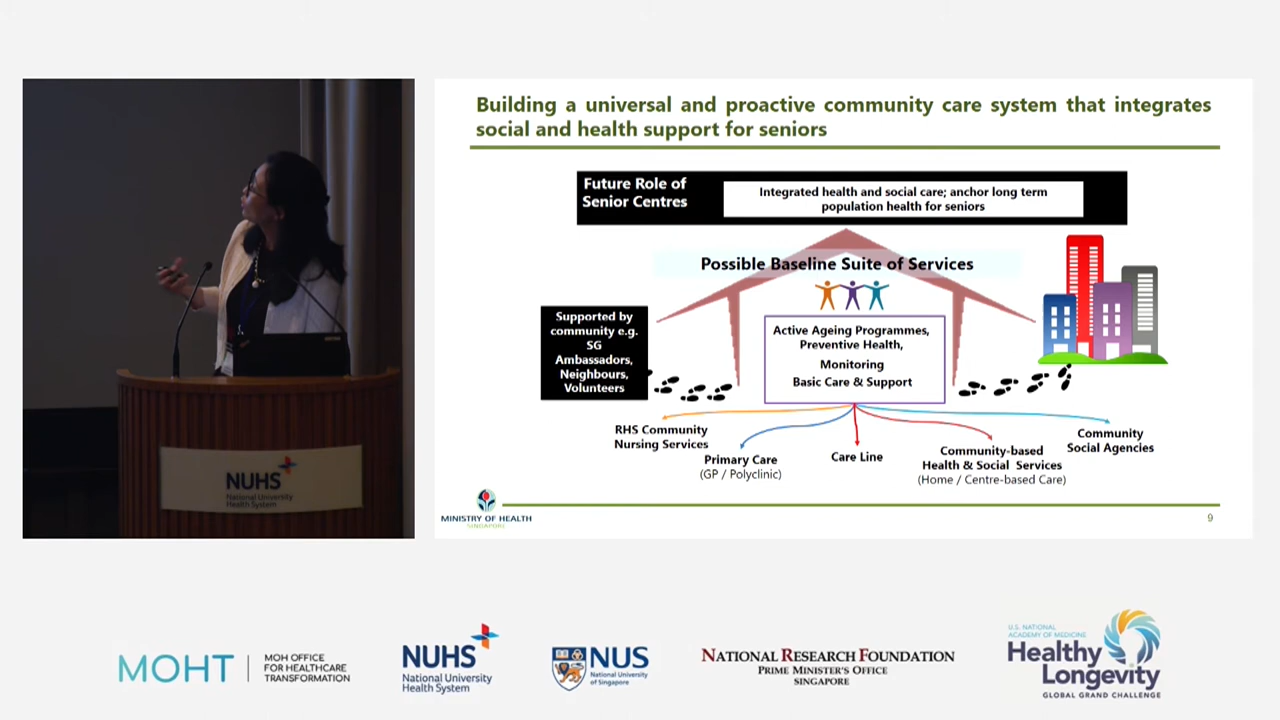 Building a universal and proactive community care system that integrates
social and health support for seniors
Future Role of
Senior Centres
Integrated health and social care; anchor long term
population health for seniors
Possible Baseline Suite of Services
Supported by
community e.g.
SG
Ambassadors,
Neighbours,
Volunteers
Active Ageing Programmes,
Preventive Health,
Monitoring
Basic Care & Support
RHS Community
Nursing Services
Primary Care
(GP / Polyclinic)
Care Line
Community-based
Health & Social Services
(Home / Centre-based Care)
Community
Social Agencies
MINISTRY OF HEALTH
SINGAPORE
9
NUHS
National University
Health System
MOHT
MOH OFFICE
FOR HEALTHCARE
TRANSFORMATION
NUHS
National University
Health System
NUS
National University
of Singapore
NATIONAL RESEARCH FOUNDATION
PRIME MINISTER'S OFFICE
SINGAPORE
U.S. NATIONAL
ACADEMY OF MEDICINE
Healthy
Longevity
GLOBAL GRAND CHALLENGE